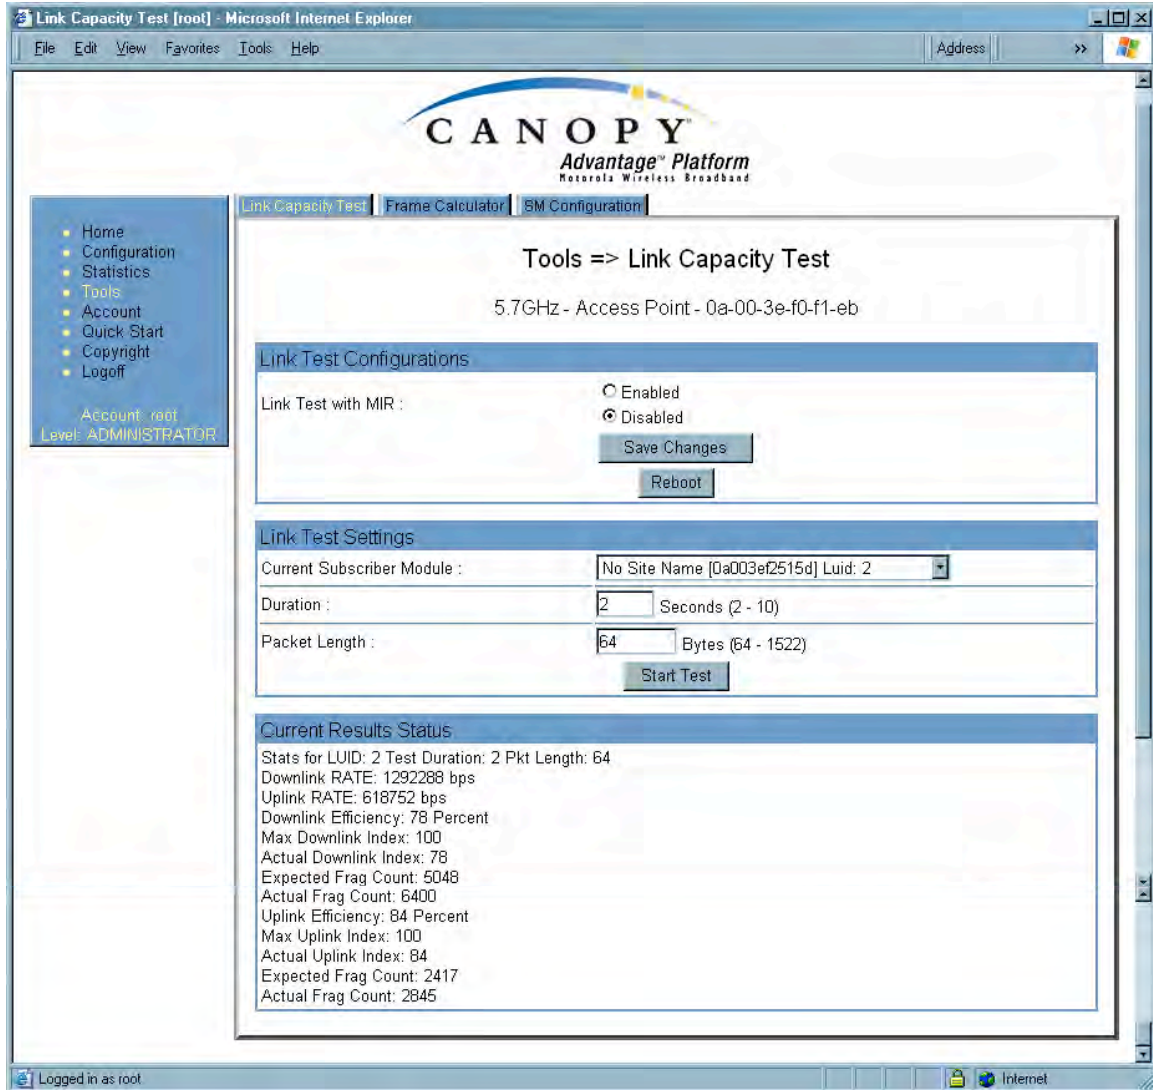 Link Capacity Test [root] - Microsoft Internet Explorer
File Edit View Favorites Tools Help
Address »
CANOPY
Advantage℠ Platform
Motorola Wireless Broadband
Link Capacity Test Frame Calculator SM Configuration
Home
Configuration
Statistics
Tools
Account
Quick Start
Copyright
Logoff
Account: root
Level: ADMINISTRATOR
Tools => Link Capacity Test
5.7GHz - Access Point - 0a-00-3e-f0-f1-eb
Link Test Configurations
Link Test with MIR :
Enabled
Disabled
Save Changes
Reboot
Link Test Settings
Current Subscriber Module : No Site Name [0a003ef2515d] Luid: 2
Duration : 2 Seconds (2 - 10)
Packet Length : 64 Bytes (64 - 1522)
Start Test
Current Results Status
Stats for LUID: 2 Test Duration: 2 Pkt Length: 64
Downlink RATE: 1292288 bps
Uplink RATE: 618752 bps
Downlink Efficiency: 78 Percent
Max Downlink Index: 100
Actual Downlink Index: 78
Expected Frag Count: 5048
Actual Frag Count: 6400
Uplink Efficiency: 84 Percent
Max Uplink Index: 100
Actual Uplink Index: 84
Expected Frag Count: 2417
Actual Frag Count: 2845
Logged in as root
Internet